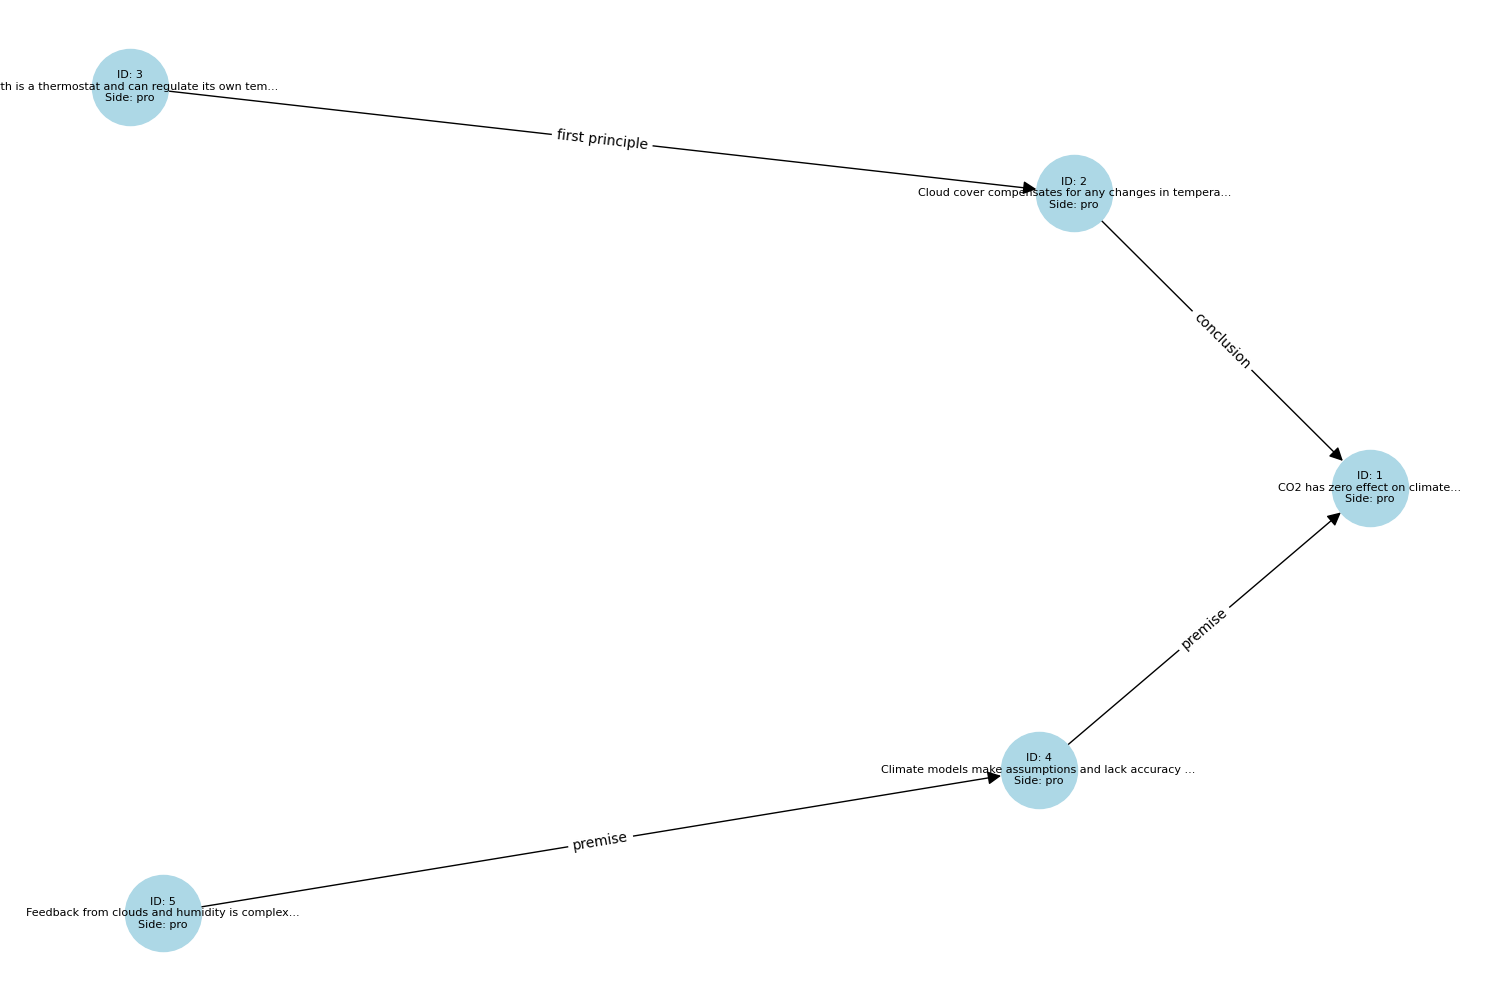 ID: 3
th is a thermostat and can regulate its own tem...
Side: pro
first principle
ID: 2
Cloud cover compensates for any changes in tempera...
Side: pro
conclusion
ID: 1
CO2 has zero effect on climate...
Side: pro
premise
ID: 4
Climate models make assumptions and lack accuracy ...
Side: pro
premise
ID: 5
Feedback from clouds and humidity is complex...
Side: pro